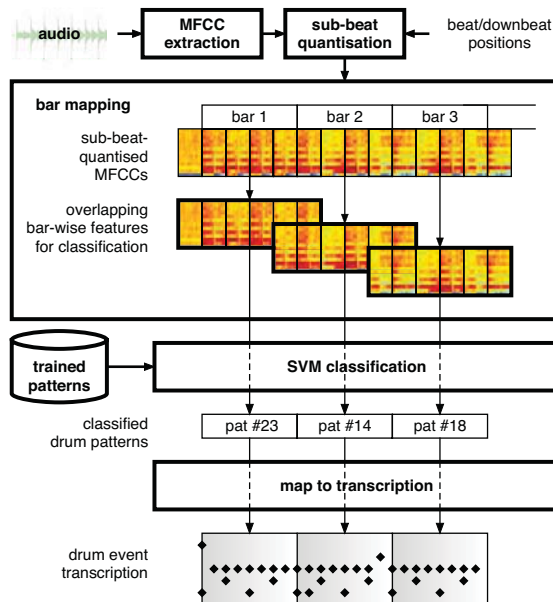 audio
MFCC
extraction
sub-beat
quantisation
beat/downbeat
positions
bar mapping
bar 1
bar 2
bar 3
sub-beat-
quantised
MFCCs
overlapping
bar-wise features
for classification
trained
patterns
SVM classification
classified
drum patterns
pat #23
pat #14
pat #18
map to transcription
drum event
transcription